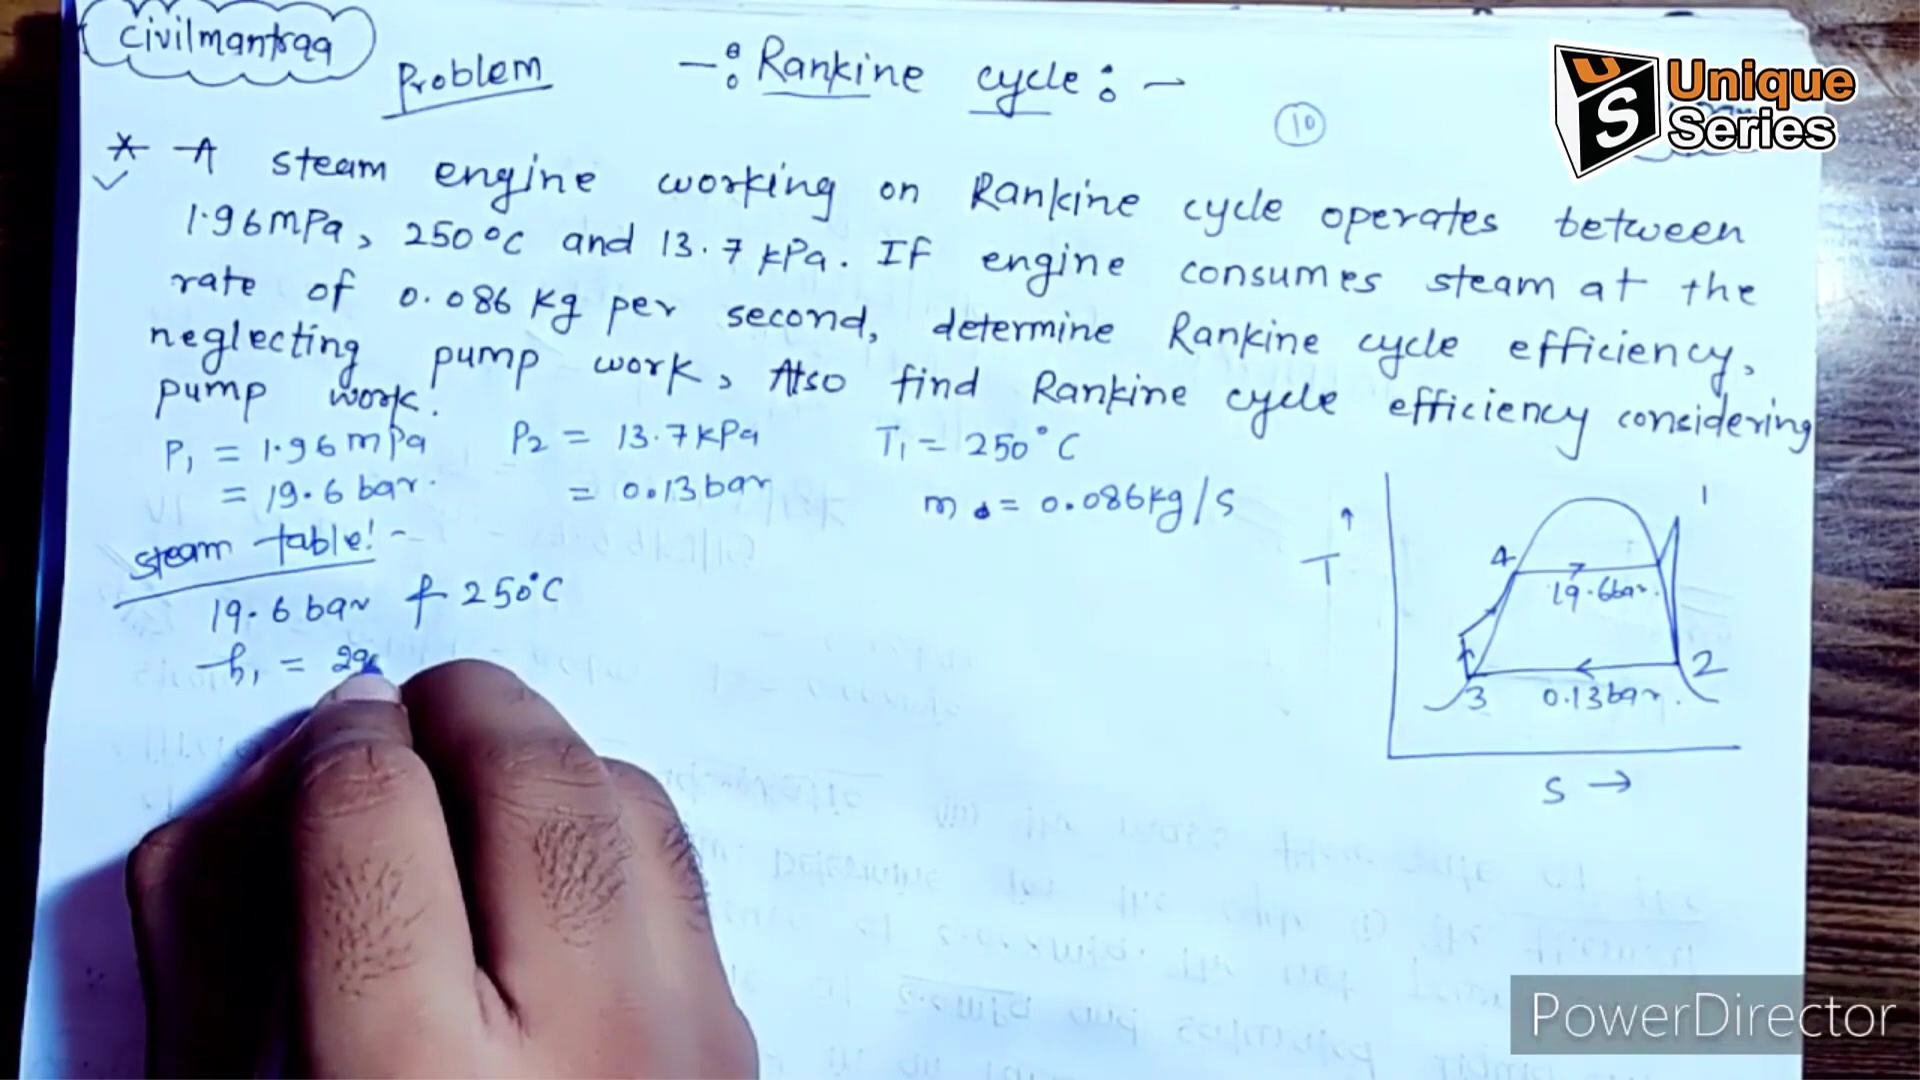 civilmantraa
Problem
-: Rankine cycle :-
10
Unique
Series
US
* A steam engine working on Rankine cycle operates between
1.96mPa, 250°C and 13.7 kPa. If engine consumes steam at the
rate of 0.086 kg per second, determine Rankine cycle efficiency,
neglecting pump work, Also find Rankine cycle efficiency considering
pump work.
P1 = 1.96 mPa P2 = 13.7kPa T1 = 250°C
= 19.6 bar. = 0.13 bar m = 0.086kg/s
steam table! -
19.6 bar & 250°C
h1 = 29
T ↑
1
4
19.6bar.
2
3
0.13bar.
S →
PowerDirector